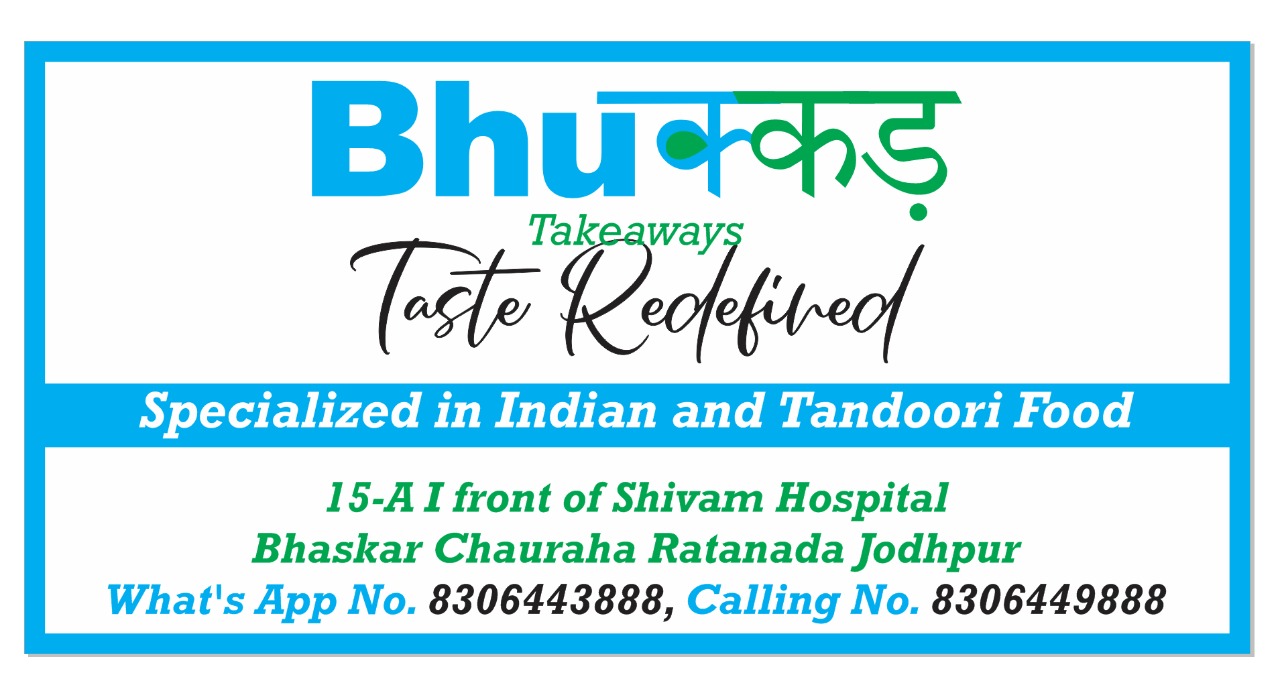 Bhuक्कड़
Takeaways
Taste Redefined
Specialized in Indian and Tandoori Food
15-A I front of Shivam Hospital
Bhaskar Chauraha Ratanada Jodhpur
What's App No. 8306443888, Calling No. 8306449888